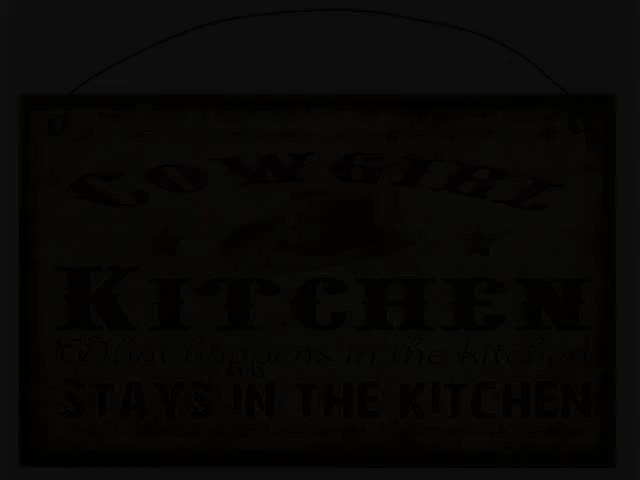 COWGIRL
KITCHEN
What happens in the kitchen
STAYS IN THE KITCHEN